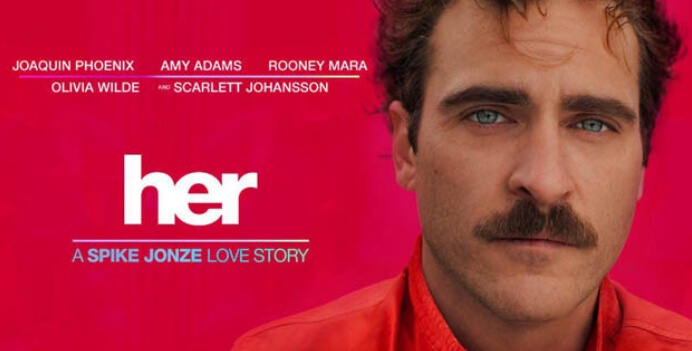 JOAQUIN PHOENIX AMY ADAMS ROONEY MARA
OLIVIA WILDE AND SCARLETT JOHANSSON
her
A SPIKE JONZE LOVE STORY